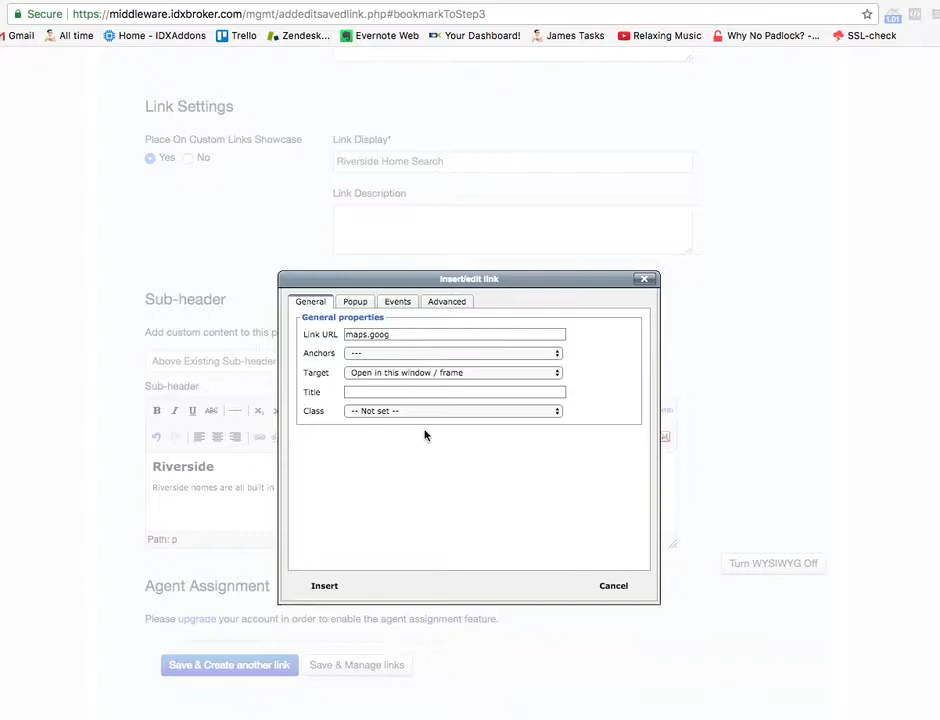 Secure https://middleware.idxbroker.com/mgmt/addeditsavedlink.php#bookmarkToStep3
1.01
Gmail All time Home - IDXAddons Trello Zendesk... Evernote Web Your Dashboard! James Tasks Relaxing Music Why No Padlock? -... SSL-check
Link Settings
Place On Custom Links Showcase Link Display*
Yes No Riverside Home Search
Link Description
Insert/edit link
General Popup Events Advanced
General properties
Link URL maps.goog
Anchors ---
Target Open in this window / frame
Title
Class -- Not set --
Sub-header
Add custom content to this p
Above Existing Sub-header
Sub-header
B I U ABC
Riverside
Riverside homes are all built in
Path: p
Turn WYSIWYG Off
Insert Cancel
Agent Assignment
Please upgrade your account in order to enable the agent assignment feature.
Save & Create another link Save & Manage links